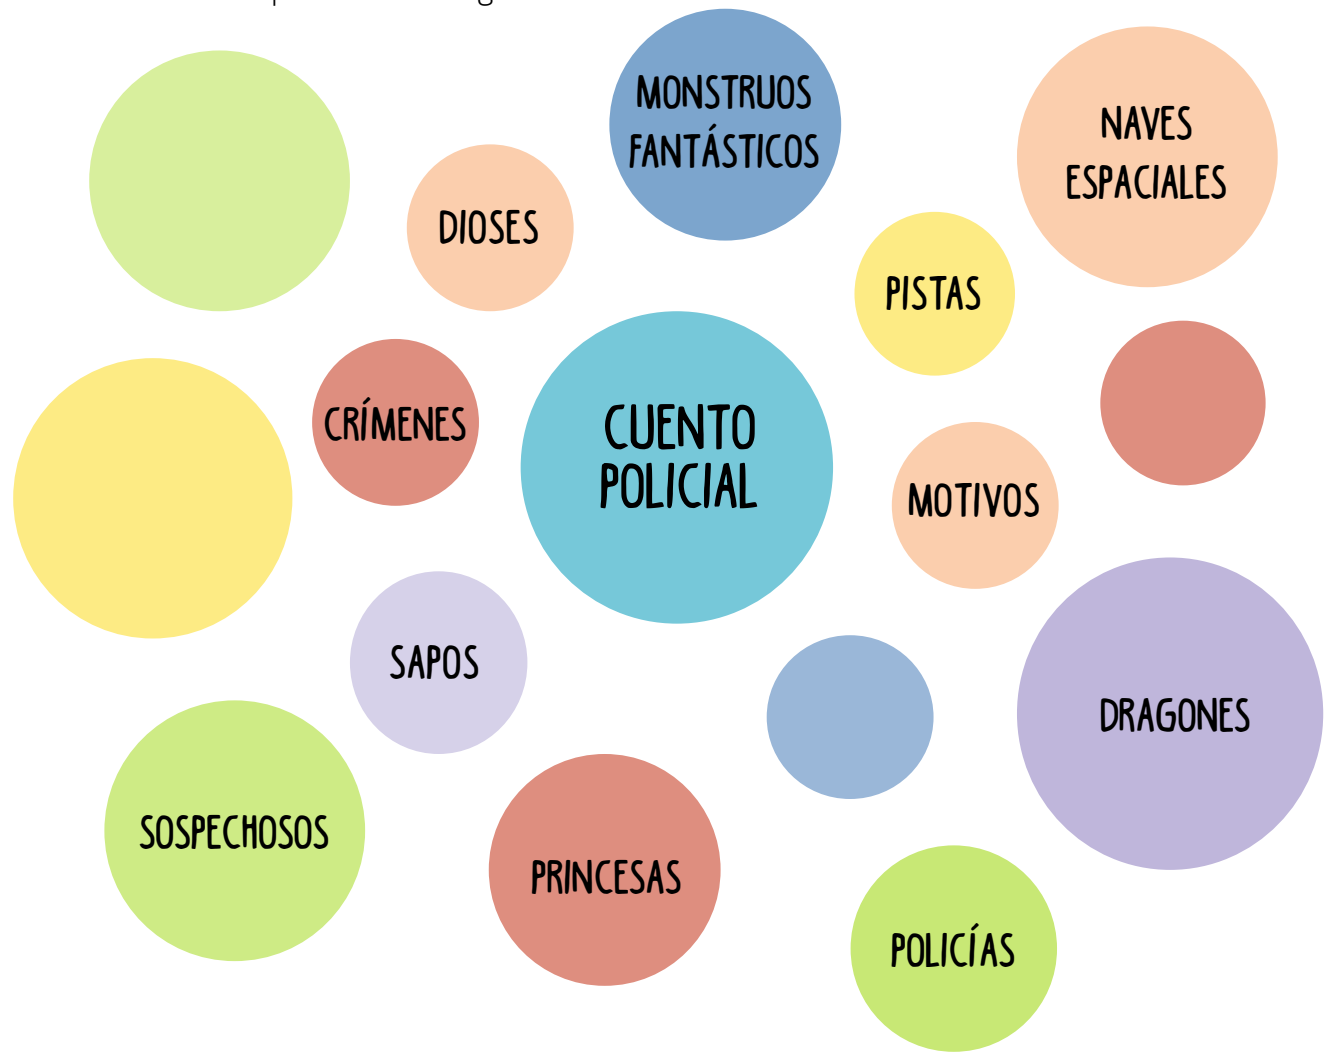 MONSTRUOS
FANTÁSTICOS
NAVES
ESPACIALES
DIOSES
PISTAS
CRÍMENES
CUENTO
POLICIAL
MOTIVOS
SAPOS
DRAGONES
SOSPECHOSOS
PRINCESAS
POLICÍAS